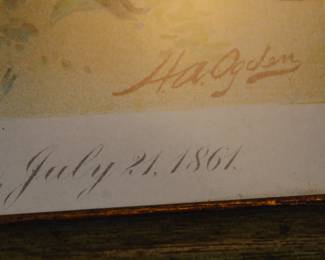 H.A. Ogden
July 21, 1861.